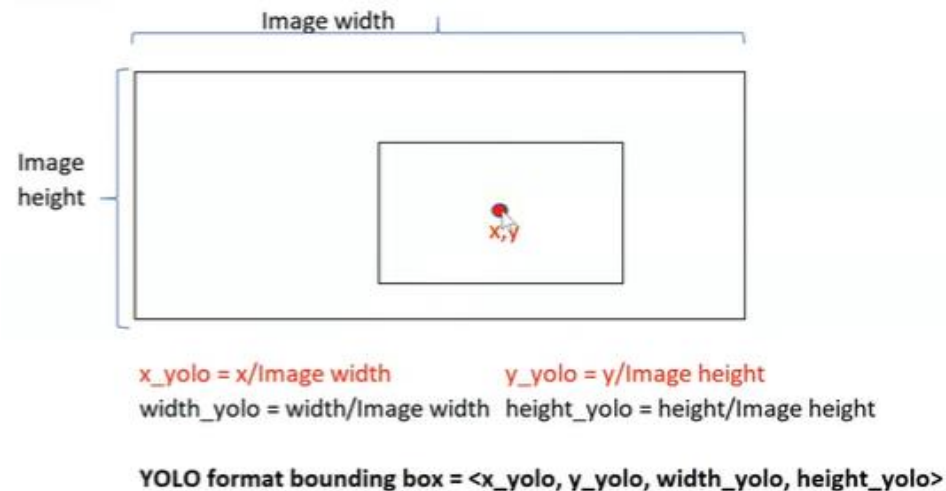 Image width
Image
height
x,y
x_yolo = x/Image width y_yolo = y/Image height
width_yolo = width/Image width height_yolo = height/Image height
YOLO format bounding box = <x_yolo, y_yolo, width_yolo, height_yolo>